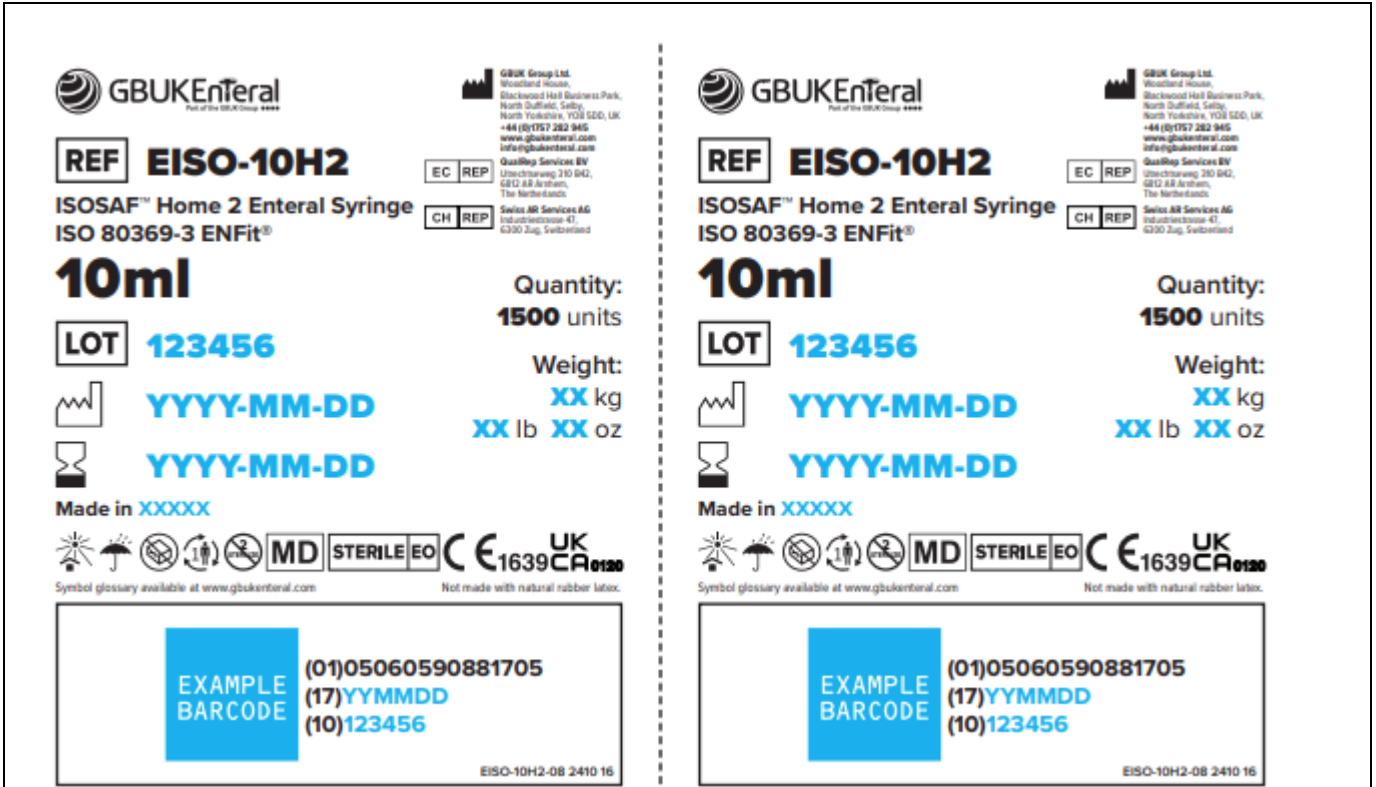 GBUKEnteral
Part of the GBUK Group
GBUK Group Ltd.
Woodland House,
Blackwood Hall Business Park,
North Duffield, Selby,
North Yorkshire, YO8 5DD, UK
+44 (0)1757 282 945
www.gbukenteral.com
info@gbukenteral.com
REF EISO-10H2
EC REP
QualRep Services BV
Utrechtseweg 310 B42,
6812 AR Arnhem,
The Netherlands
ISOSAF™ Home 2 Enteral Syringe
ISO 80369-3 ENFit®
CH REP
Swiss AR Services AG
Industriestrasse 47,
6300 Zug, Switzerland
10ml
Quantity:
1500 units
LOT 123456
Weight:
XX kg
XX lb XX oz
YYYY-MM-DD
YYYY-MM-DD
Made in XXXXX
1 2 STERILIZE MD STERILE EO CE 1639 UK CA 0120
Symbol glossary available at www.gbukenteral.com
Not made with natural rubber latex.
EXAMPLE
BARCODE
(01)05060590881705
(17)YYMMDD
(10)123456
EISO-10H2-08 2410 16
GBUKEnteral
Part of the GBUK Group
GBUK Group Ltd.
Woodland House,
Blackwood Hall Business Park,
North Duffield, Selby,
North Yorkshire, YO8 5DD, UK
+44 (0)1757 282 945
www.gbukenteral.com
info@gbukenteral.com
REF EISO-10H2
EC REP
QualRep Services BV
Utrechtseweg 310 B42,
6812 AR Arnhem,
The Netherlands
ISOSAF™ Home 2 Enteral Syringe
ISO 80369-3 ENFit®
CH REP
Swiss AR Services AG
Industriestrasse 47,
6300 Zug, Switzerland
10ml
Quantity:
1500 units
LOT 123456
Weight:
XX kg
XX lb XX oz
YYYY-MM-DD
YYYY-MM-DD
Made in XXXXX
1 2 STERILIZE MD STERILE EO CE 1639 UK CA 0120
Symbol glossary available at www.gbukenteral.com
Not made with natural rubber latex.
EXAMPLE
BARCODE
(01)05060590881705
(17)YYMMDD
(10)123456
EISO-10H2-08 2410 16